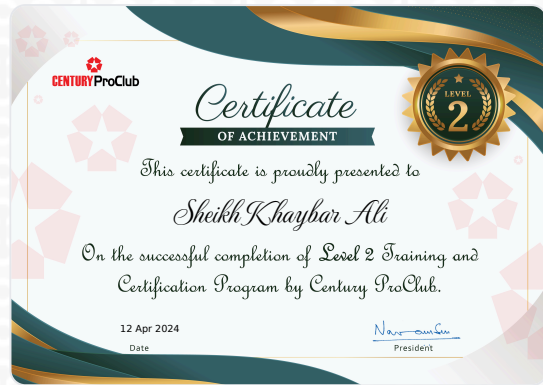 CENTURY ProClub
Certificate
OF ACHIEVEMENT
LEVEL
2
This certificate is proudly presented to
Sheikh Khaybar Ali
On the successful completion of Level 2 Training and
Certification Program by Century ProClub.
12 Apr 2024
Date
President